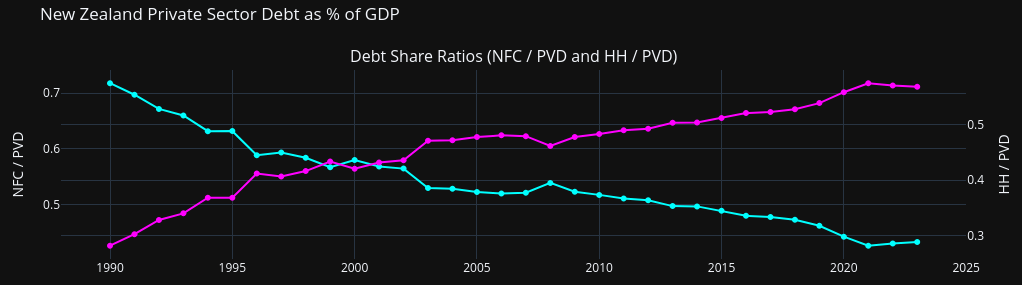 New Zealand Private Sector Debt as % of GDP
Debt Share Ratios (NFC / PVD and HH / PVD)
NFC / PVD
0.7
0.6
0.5
0.5
0.4
0.3
HH / PVD
1990 1995 2000 2005 2010 2015 2020 2025